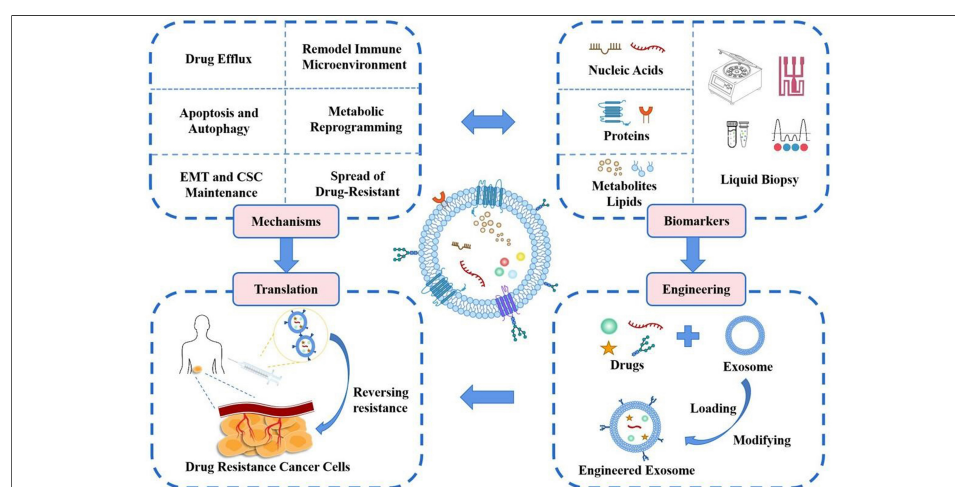 Drug Efflux
Remodel Immune
Microenvironment
Apoptosis and
Autophagy
Metabolic
Reprogramming
EMT and CSC
Maintenance
Spread of
Drug-Resistant
Mechanisms
Nucleic Acids
Proteins
Metabolites
Lipids
Liquid Biopsy
Biomarkers
Translation
Reversing
resistance
Drug Resistance Cancer Cells
Engineering
Drugs
Exosome
Loading
Modifying
Engineered Exosome